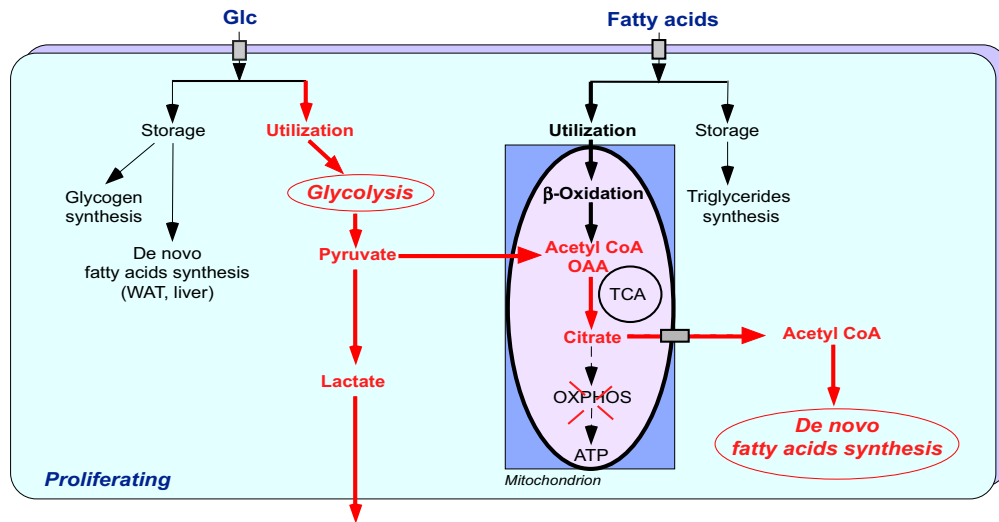 Glc
Fatty acids
Storage
Utilization
Utilization
Storage
Glycogen
synthesis
Glycolysis
β-Oxidation
Triglycerides
synthesis
De novo
fatty acids synthesis
(WAT, liver)
Pyruvate
Acetyl CoA
OAA
TCA
Citrate
Acetyl CoA
Lactate
OXPHOS
De novo
fatty acids synthesis
ATP
Proliferating
Mitochondrion